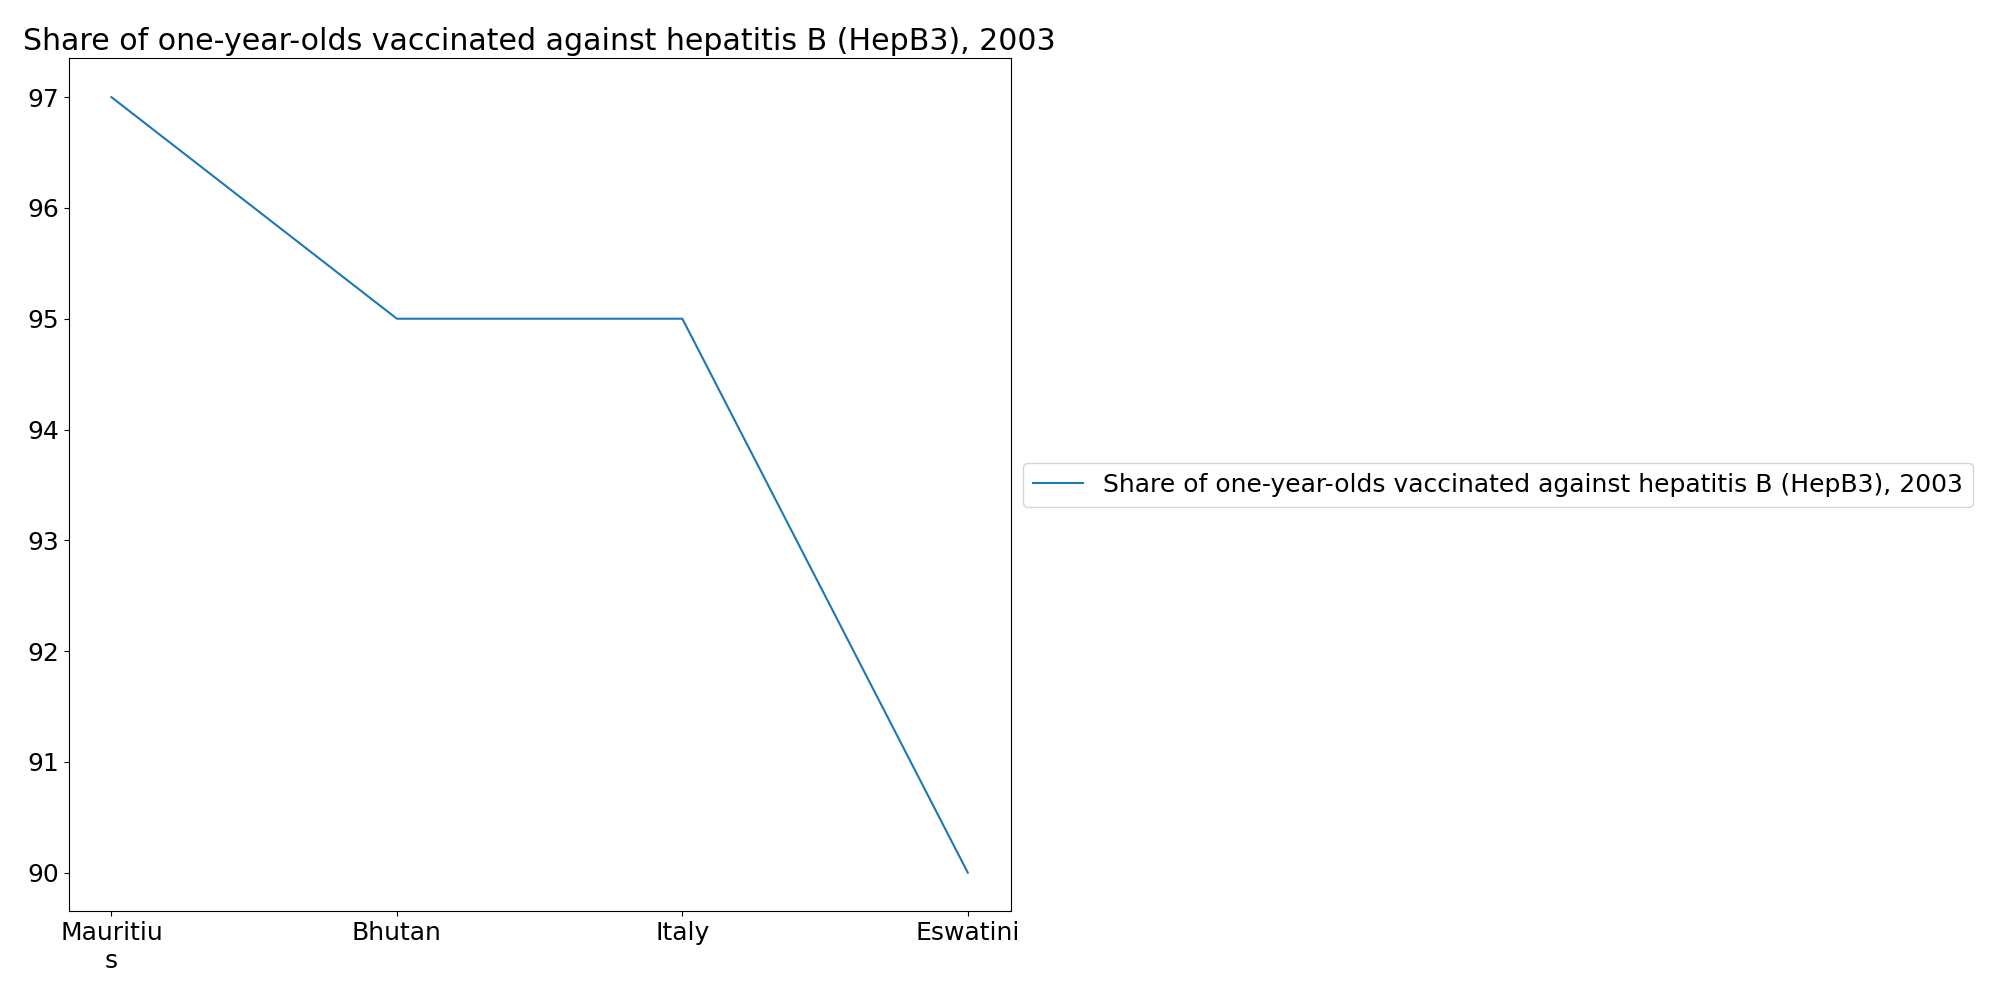 Share of one-year-olds vaccinated against hepatitis B (HepB3), 2003
97
96
95
94
93
92
91
90
Mauritiu
s
Bhutan
Italy
Eswatini
Share of one-year-olds vaccinated against hepatitis B (HepB3), 2003